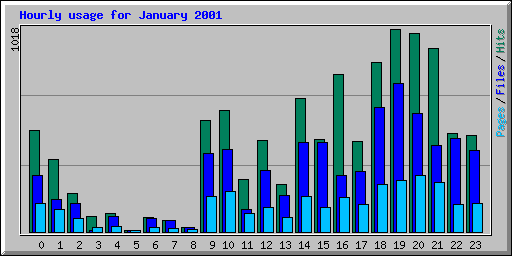 Hourly usage for January 2001
1018
Pages / Files / Hits
0 1 2 3 4 5 6 7 8 9 10 11 12 13 14 15 16 17 18 19 20 21 22 23